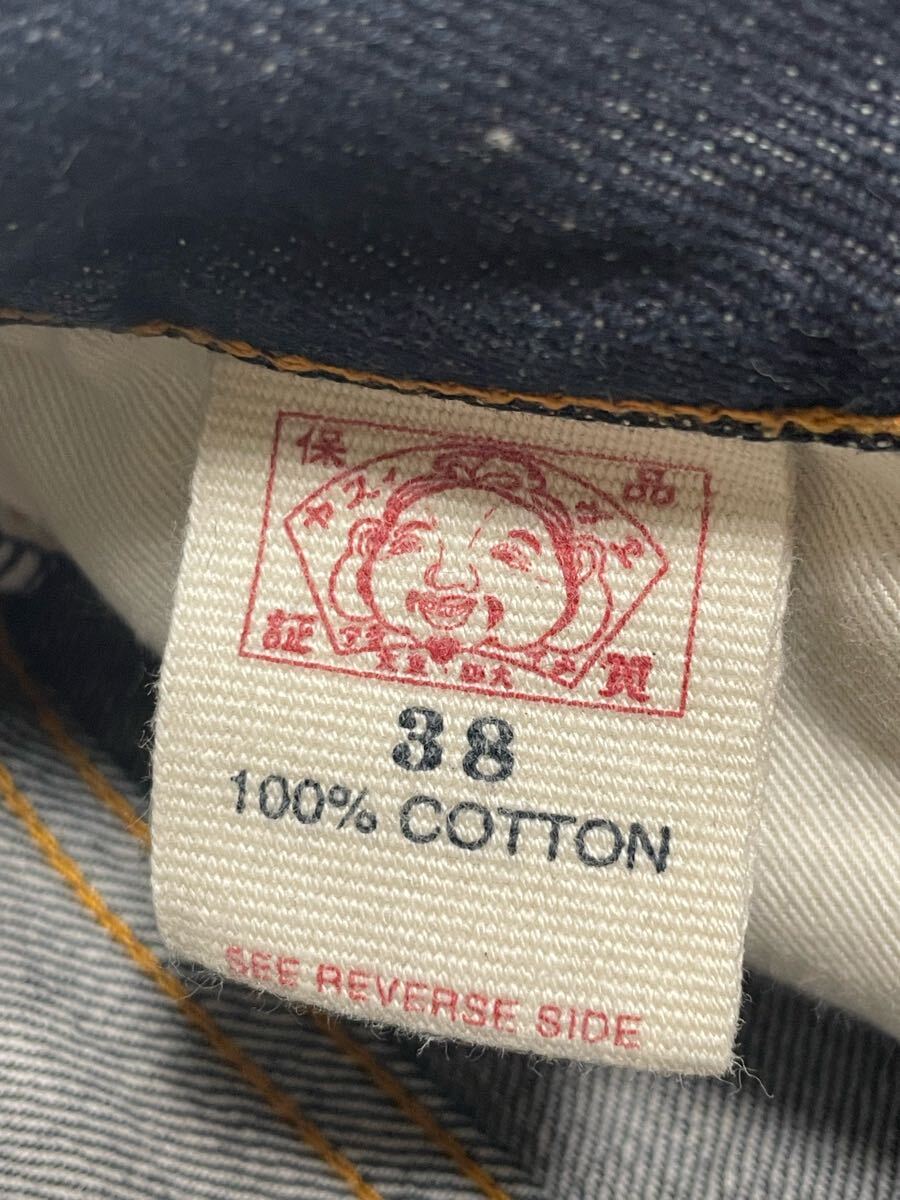 保 品
証 質
38
100% COTTON
SEE REVERSE SIDE